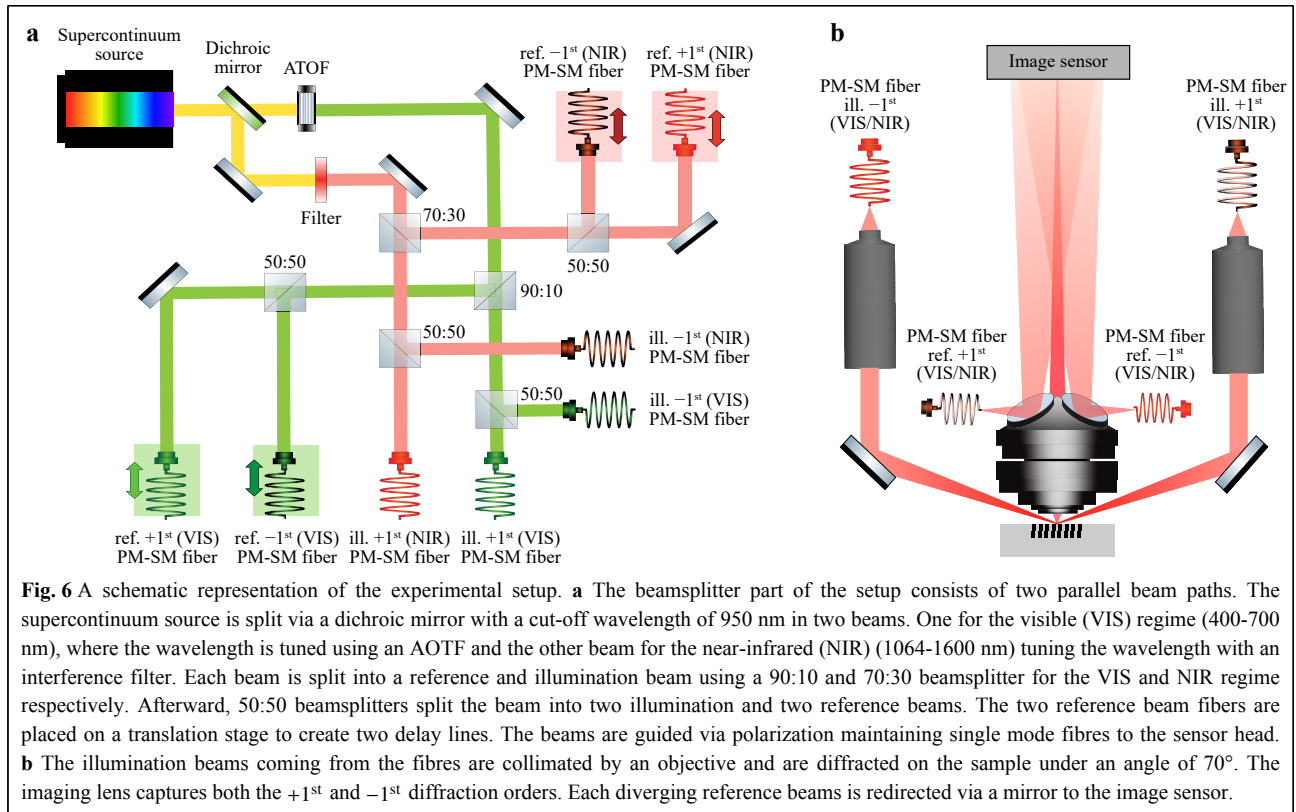 a
Supercontinuum
source
Dichroic
mirror
ATOF
ref. −1st (NIR)
PM-SM fiber
ref. +1st (NIR)
PM-SM fiber
Filter
70:30
50:50
50:50
90:10
50:50
ill. −1st (NIR)
PM-SM fiber
50:50
ill. −1st (VIS)
PM-SM fiber
ref. +1st (VIS)
PM-SM fiber
ref. −1st (VIS)
PM-SM fiber
ill. +1st (NIR)
PM-SM fiber
ill. +1st (VIS)
PM-SM fiber
b
Image sensor
PM-SM fiber
ill. −1st
(VIS/NIR)
PM-SM fiber
ill. +1st
(VIS/NIR)
PM-SM fiber
ref. +1st
(VIS/NIR)
PM-SM fiber
ref. −1st
(VIS/NIR)
Fig. 6 A schematic representation of the experimental setup. a The beamsplitter part of the setup consists of two parallel beam paths. The
supercontinuum source is split via a dichroic mirror with a cut-off wavelength of 950 nm in two beams. One for the visible (VIS) regime (400-700
nm), where the wavelength is tuned using an AOTF and the other beam for the near-infrared (NIR) (1064-1600 nm) tuning the wavelength with an
interference filter. Each beam is split into a reference and illumination beam using a 90:10 and 70:30 beamsplitter for the VIS and NIR regime
respectively. Afterward, 50:50 beamsplitters split the beam into two illumination and two reference beams. The two reference beam fibers are
placed on a translation stage to create two delay lines. The beams are guided via polarization maintaining single mode fibres to the sensor head.
b The illumination beams coming from the fibres are collimated by an objective and are diffracted on the sample under an angle of 70°. The
imaging lens captures both the +1st and −1st diffraction orders. Each diverging reference beams is redirected via a mirror to the image sensor.